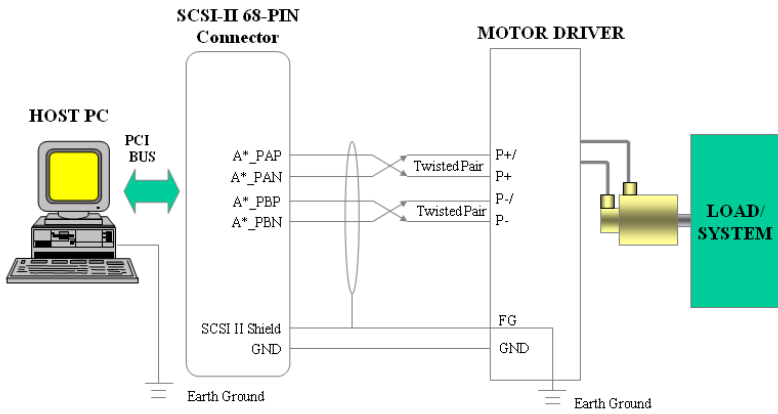 SCSI-II 68-PIN
Connector
MOTOR DRIVER
HOST PC
PCI
BUS
A*_PAP
A*_PAN
A*_PBP
A*_PBN
Twisted Pair
Twisted Pair
P+/
P+
P-/
P-
LOAD/
SYSTEM
SCSI II Shield
GND
FG
GND
Earth Ground
Earth Ground